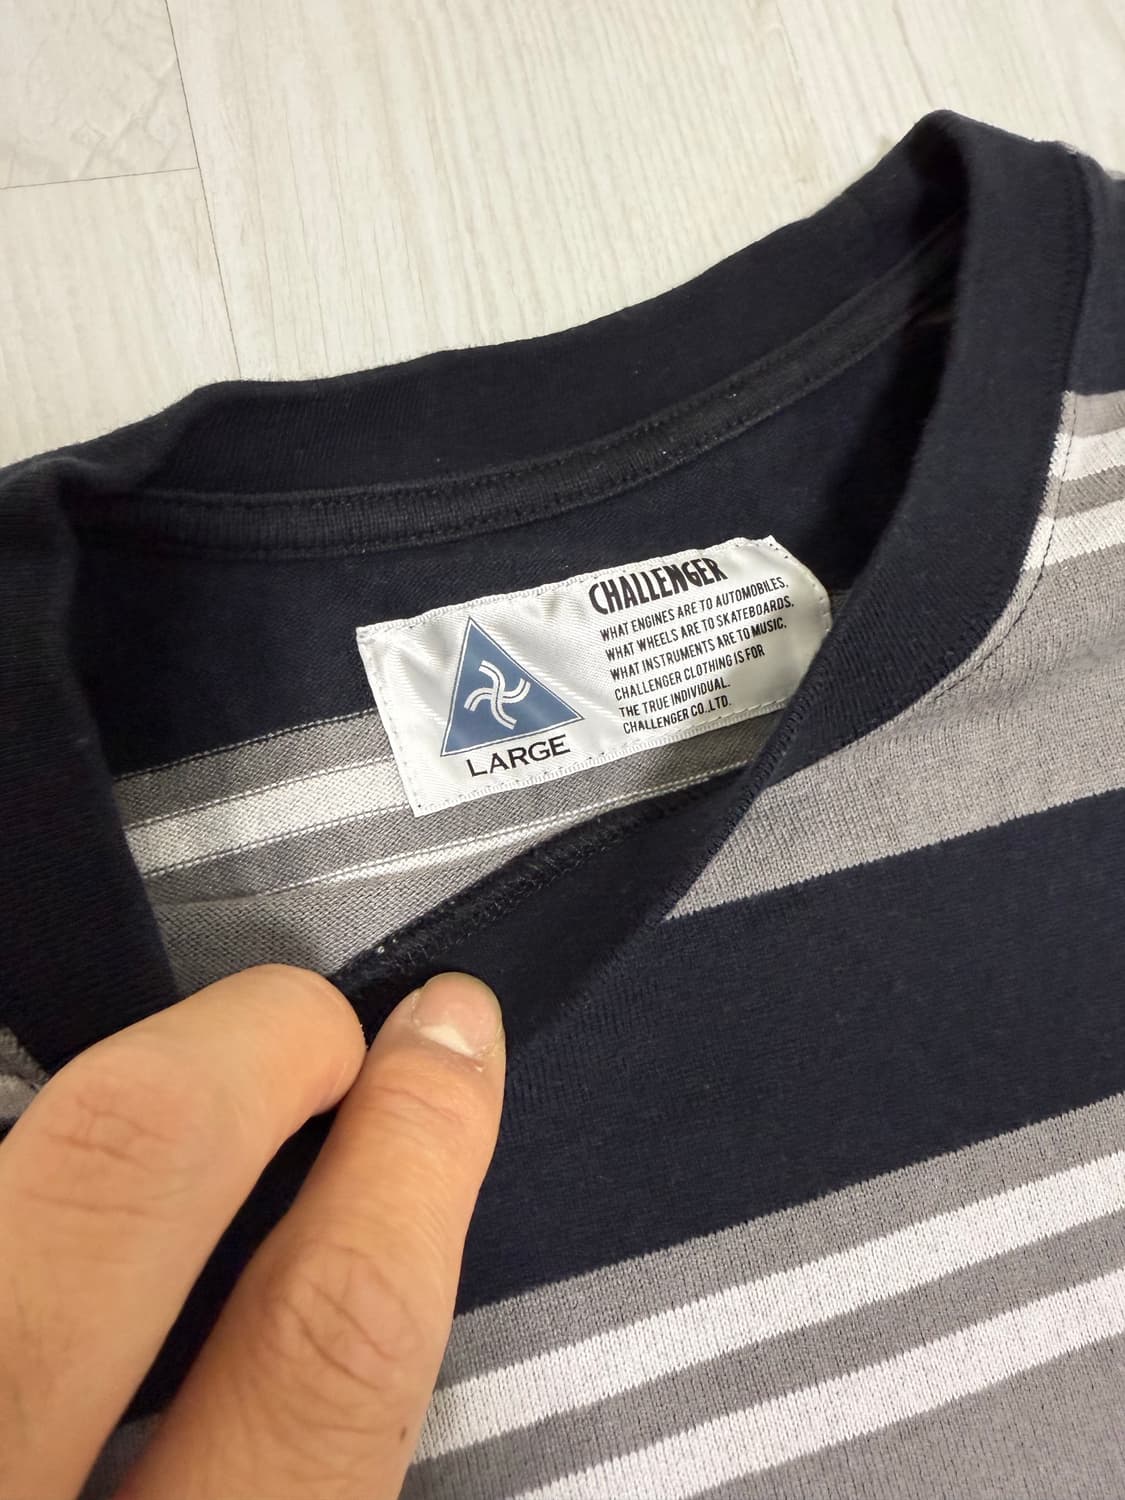 CHALLENGER
WHAT ENGINES ARE TO AUTOMOBILES,
WHAT WHEELS ARE TO SKATEBOARDS,
WHAT INSTRUMENTS ARE TO MUSIC,
CHALLENGER CLOTHING IS FOR
THE TRUE INDIVIDUAL.
CHALLENGER CO.,LTD.
LARGE